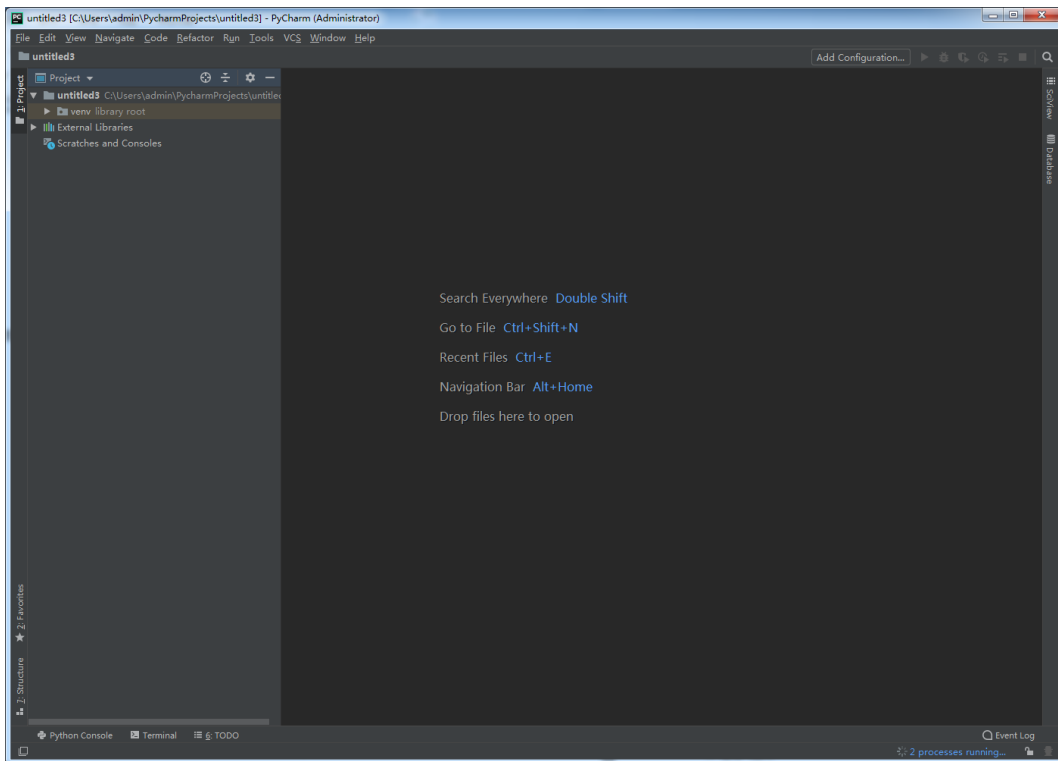 untitled3 [C:\Users\admin\PycharmProjects\untitled3] - PyCharm (Administrator)
File Edit View Navigate Code Refactor Run Tools VCS Window Help
untitled3
Add Configuration...
Project
untitled3 C:\Users\admin\PycharmProjects\untitled
venv library root
External Libraries
Scratches and Consoles
1: Project
SciView
Database
Search Everywhere Double Shift
Go to File Ctrl+Shift+N
Recent Files Ctrl+E
Navigation Bar Alt+Home
Drop files here to open
2: Favorites
7: Structure
Python Console Terminal 6: TODO
Event Log
2 processes running...